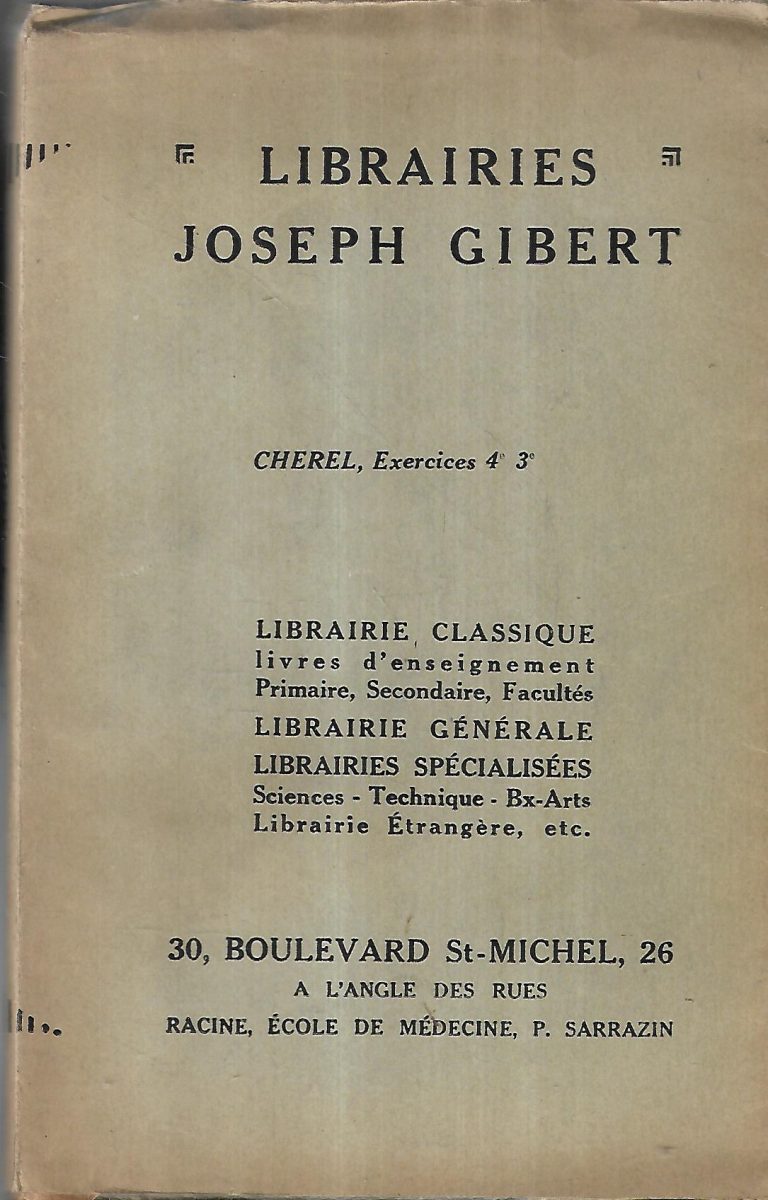 LIBRAIRIES
JOSEPH GIBERT
CHEREL, Exercices 4e 3e
LIBRAIRIE CLASSIQUE
livres d'enseignement
Primaire, Secondaire, Facultés
LIBRAIRIE GÉNÉRALE
LIBRAIRIES SPÉCIALISÉES
Sciences - Technique - Bx-Arts
Librairie Étrangère, etc.
30, BOULEVARD St-MICHEL, 26
A L'ANGLE DES RUES
RACINE, ÉCOLE DE MÉDECINE, P. SARRAZIN